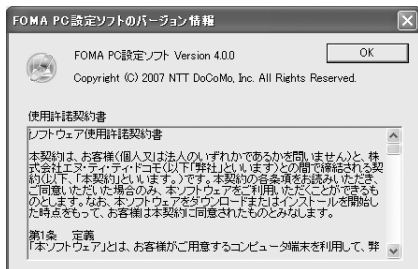 FOMA PC設定ソフトのバージョン情報
FOMA PC設定ソフト Version 4.0.0
OK
Copyright (C) 2007 NTT DoCoMo, Inc. All Rights Reserved.
使用許諾契約書
ソフトウェア使用許諾契約書
本契約は、お客様(個人又は法人のいずれかであるかを問いません)と、株
式会社エヌ・ティ・ティ・ドコモ(以下「弊社」といいます)との間で締結される契
約(以下、「本契約」といいます。)です。本契約の各条項をお読みいただき、
ご同意いただいた場合のみ、本ソフトウェアをご利用いただくことができるも
のとします。なお、本ソフトウェアをダウンロードまたはインストールを開始し
た時点をもって、お客様は本契約に同意されたものとみなします。
第1条 定義
「本ソフトウェア」とは、お客様がご用意するコンピュータ端末を利用して、弊